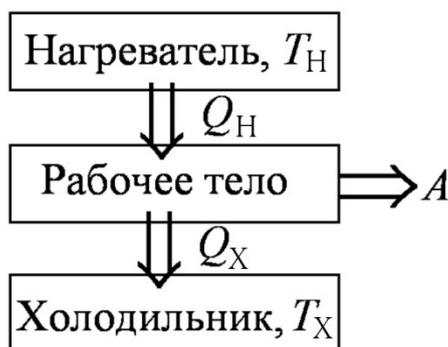 Нагреватель, Tн
Qн
Рабочее тело
A
Qх
Холодильник, Tх